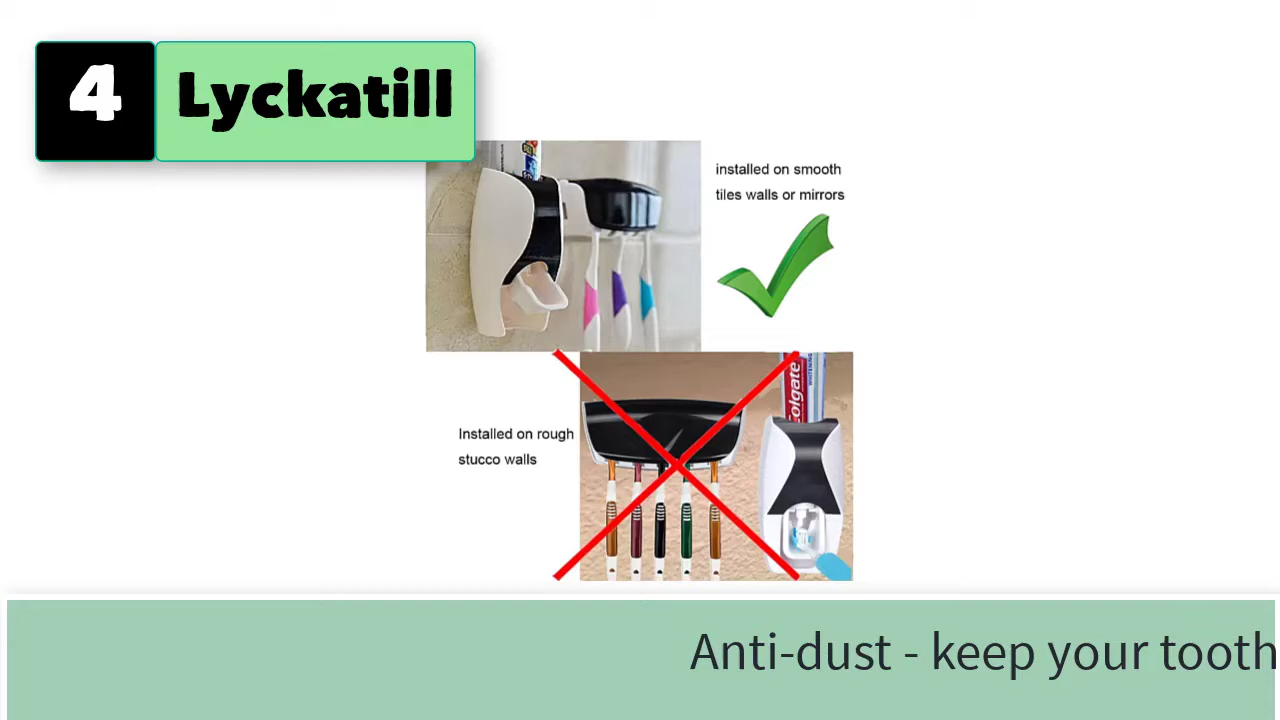 4 Lyckatill
installed on smooth
tiles walls or mirrors
Colgate
Installed on rough
stucco walls
Anti-dust - keep your tooth